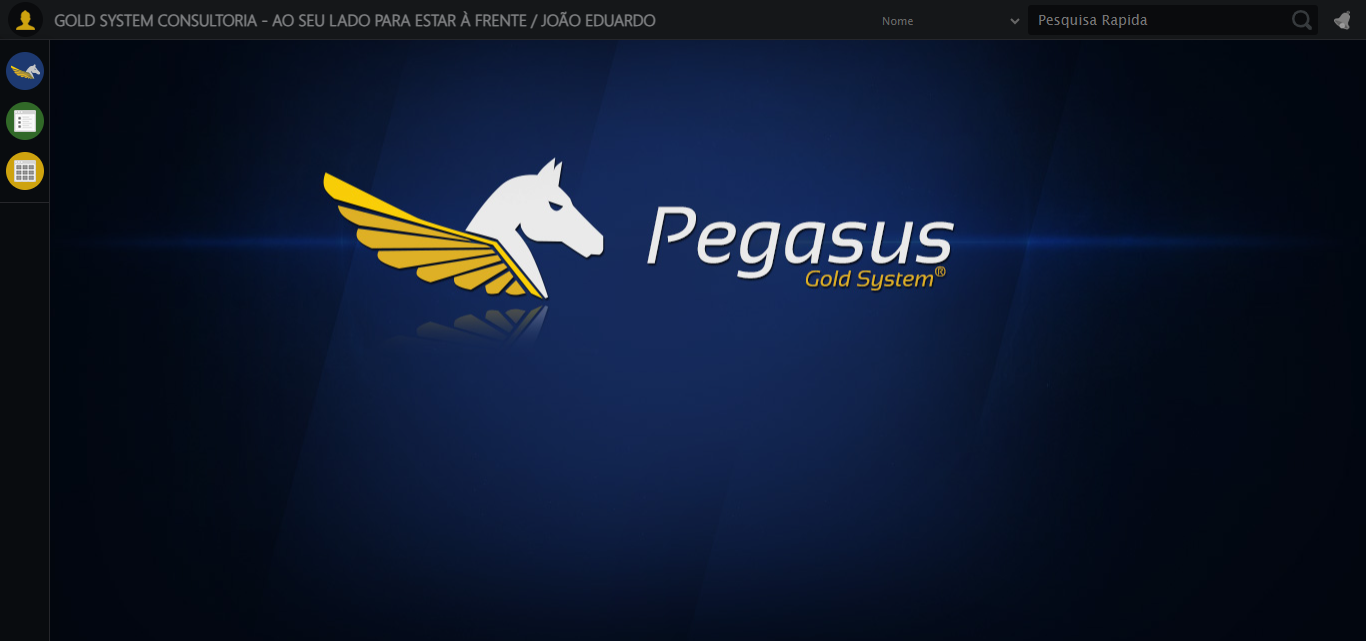 GOLD SYSTEM CONSULTORIA - AO SEU LADO PARA ESTAR À FRENTE / JOÃO EDUARDO
Nome
Pesquisa Rapida
Pegasus
Gold System®